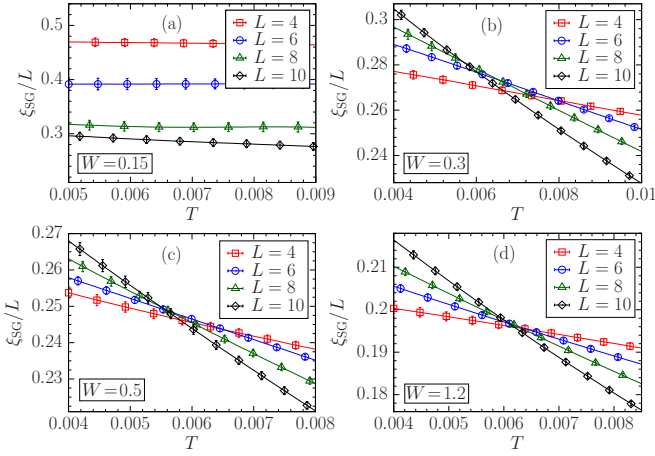 (a)
L = 4
L = 6
L = 8
L = 10
ξSG/L
0.5
0.4
0.3
W = 0.15
0.005 0.006 0.007 0.008 0.009
T
(b)
L = 4
L = 6
L = 8
L = 10
ξSG/L
0.3
0.28
0.26
0.24
W = 0.3
0.004 0.006 0.008 0.01
T
(c)
L = 4
L = 6
L = 8
L = 10
ξSG/L
0.27
0.26
0.25
0.24
0.23
W = 0.5
0.004 0.005 0.006 0.007 0.008
T
(d)
L = 4
L = 6
L = 8
L = 10
ξSG/L
0.21
0.2
0.19
0.18
W = 1.2
0.004 0.005 0.006 0.007 0.008
T